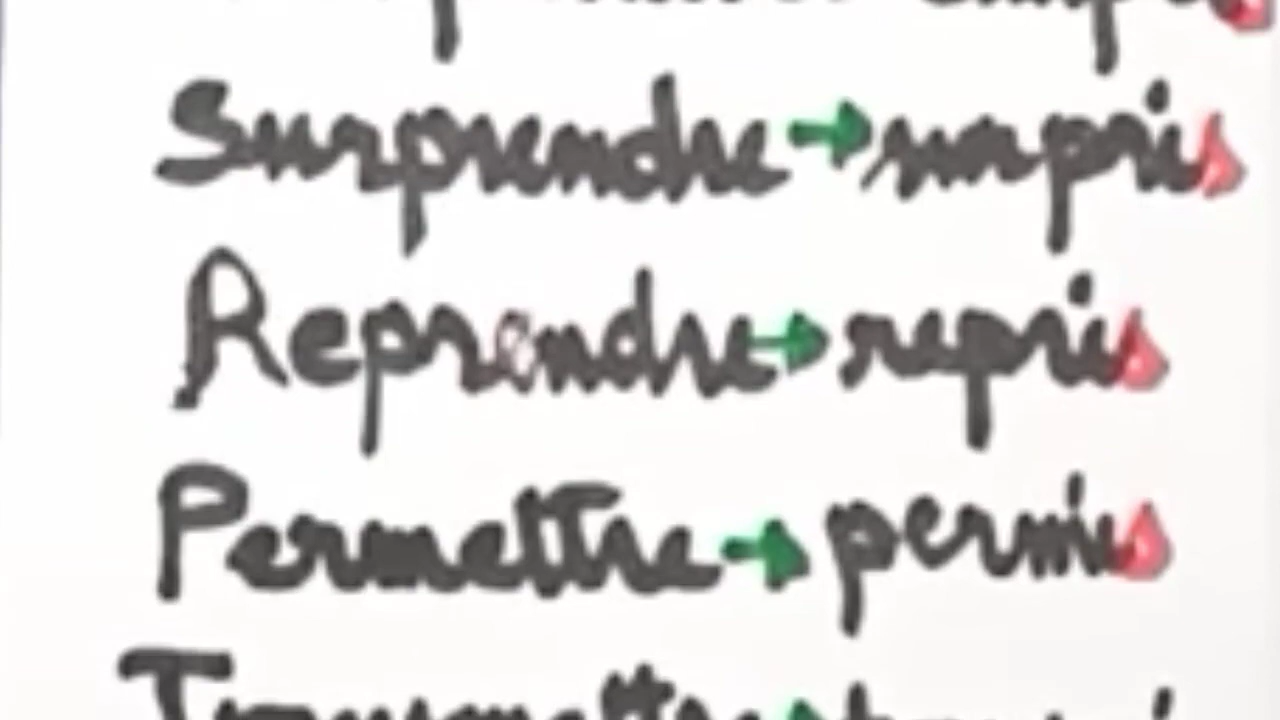 Surprendre → surpris
Reprendre → repris
Permettre → permis